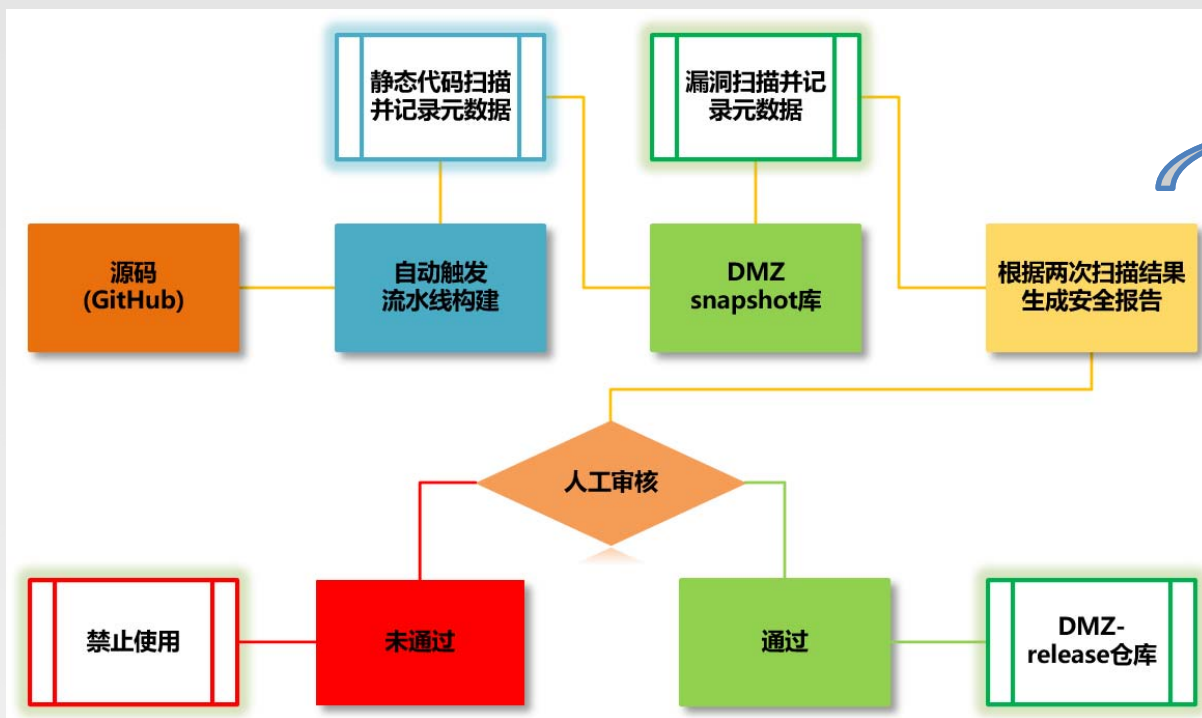 静态代码扫描
并记录元数据
漏洞扫描并记
录元数据
源码
(GitHub)
自动触发
流水线构建
DMZ
snapshot库
根据两次扫描结果
生成安全报告
人工审核
禁止使用
未通过
通过
DMZ-
release仓库